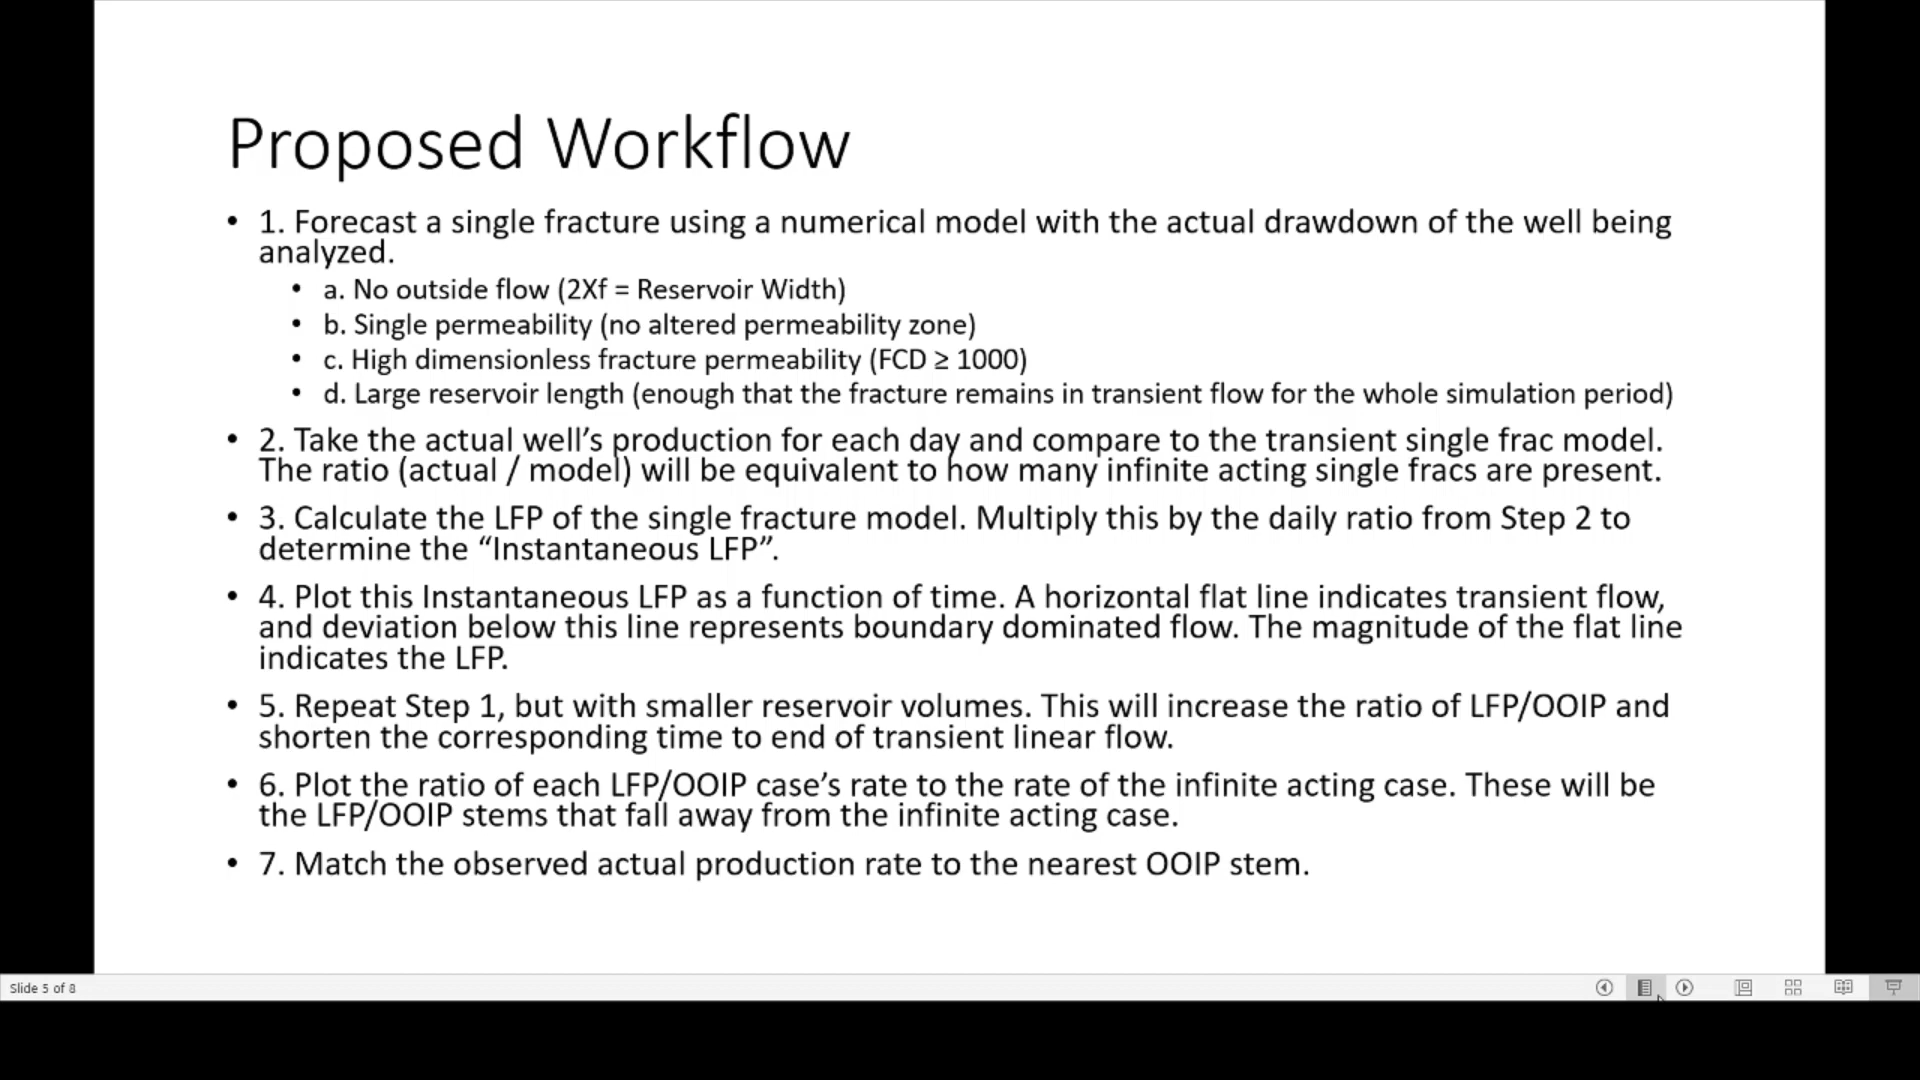 Proposed Workflow
• 1. Forecast a single fracture using a numerical model with the actual drawdown of the well being
analyzed.
• a. No outside flow (2Xf = Reservoir Width)
• b. Single permeability (no altered permeability zone)
• c. High dimensionless fracture permeability (FCD ≥ 1000)
• d. Large reservoir length (enough that the fracture remains in transient flow for the whole simulation period)
• 2. Take the actual well’s production for each day and compare to the transient single frac model.
The ratio (actual / model) will be equivalent to how many infinite acting single fracs are present.
• 3. Calculate the LFP of the single fracture model. Multiply this by the daily ratio from Step 2 to
determine the “Instantaneous LFP”.
• 4. Plot this Instantaneous LFP as a function of time. A horizontal flat line indicates transient flow,
and deviation below this line represents boundary dominated flow. The magnitude of the flat line
indicates the LFP.
• 5. Repeat Step 1, but with smaller reservoir volumes. This will increase the ratio of LFP/OOIP and
shorten the corresponding time to end of transient linear flow.
• 6. Plot the ratio of each LFP/OOIP case’s rate to the rate of the infinite acting case. These will be
the LFP/OOIP stems that fall away from the infinite acting case.
• 7. Match the observed actual production rate to the nearest OOIP stem.
Slide 5 of 8